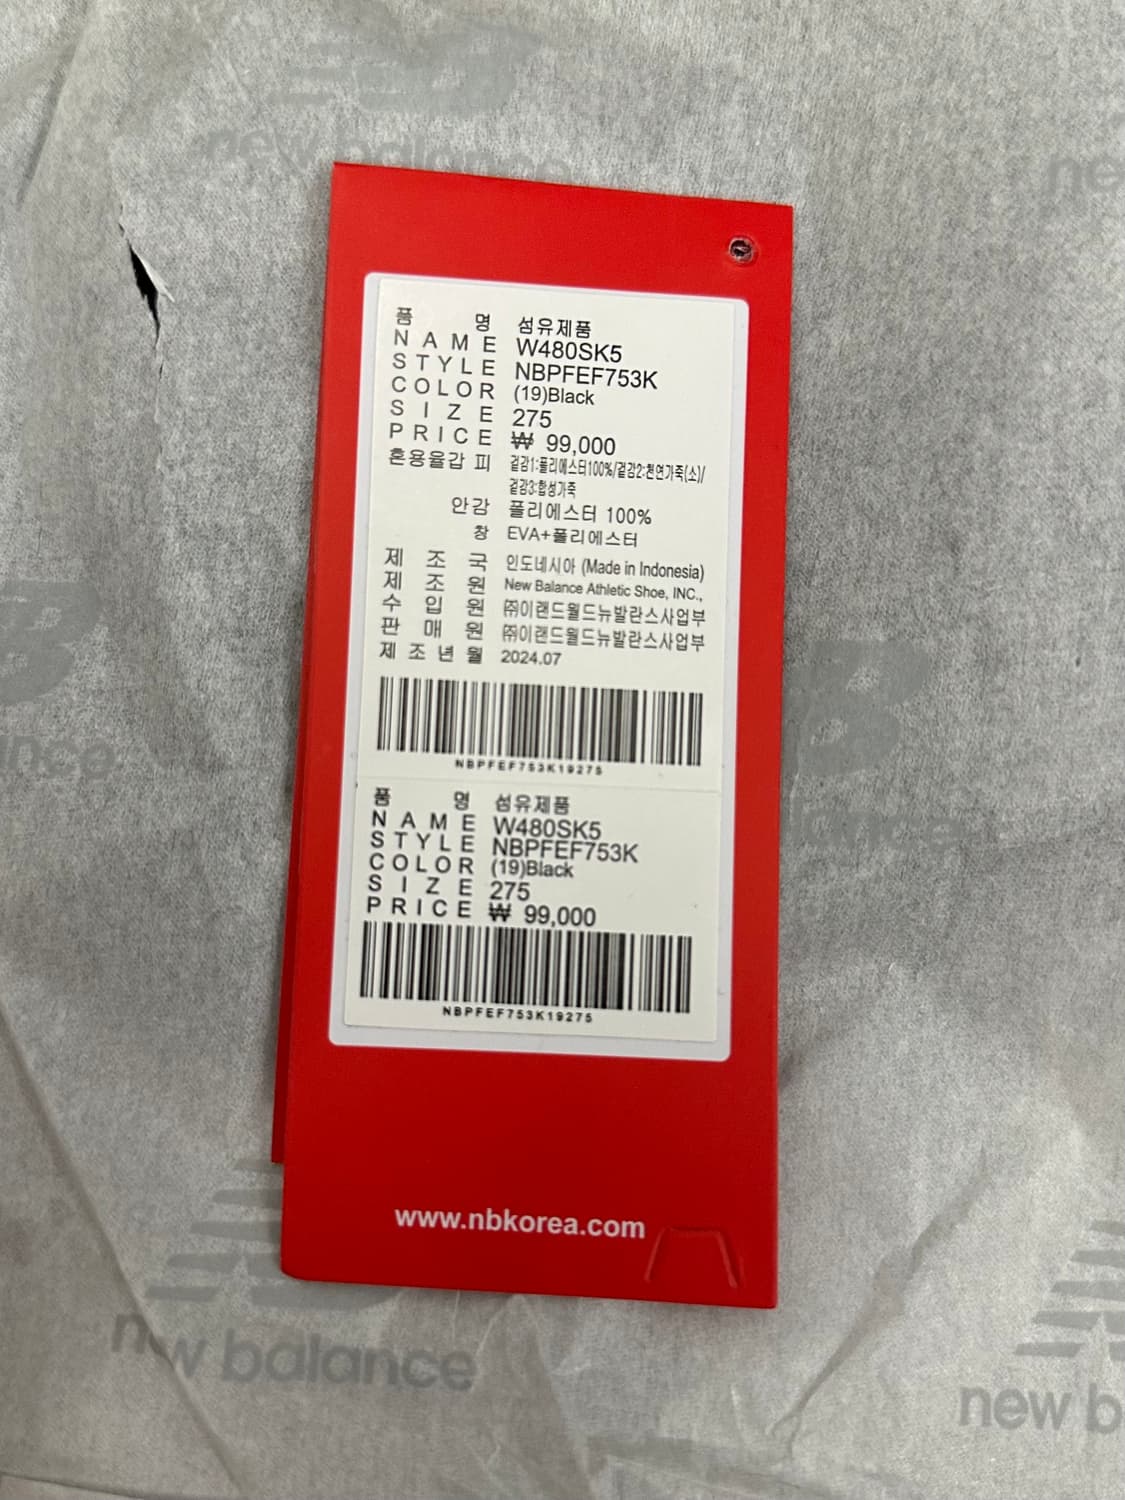 new balance
품 명 섬유제품
NAME W480SK5
STYLE NBPFEF753K
COLOR (19)Black
SIZE 275
PRICE ₩ 99,000
혼용율갑 피 겉감1:폴리에스터100%/겉감2:천연가죽(소)/
겉감3:합성가죽
안감 폴리에스터 100%
창 EVA+폴리에스터
제 조 국 인도네시아 (Made in Indonesia)
제 조 원 New Balance Athletic Shoe, INC.,
수 입 원 ㈜이랜드월드뉴발란스사업부
판 매 원 ㈜이랜드월드뉴발란스사업부
제 조 년 월 2024.07
NBPFEF753K19275
품 명 섬유제품
NAME W480SK5
STYLE NBPFEF753K
COLOR (19)Black
SIZE 275
PRICE ₩ 99,000
NBPFEF753K19275
www.nbkorea.com
new balance
new b